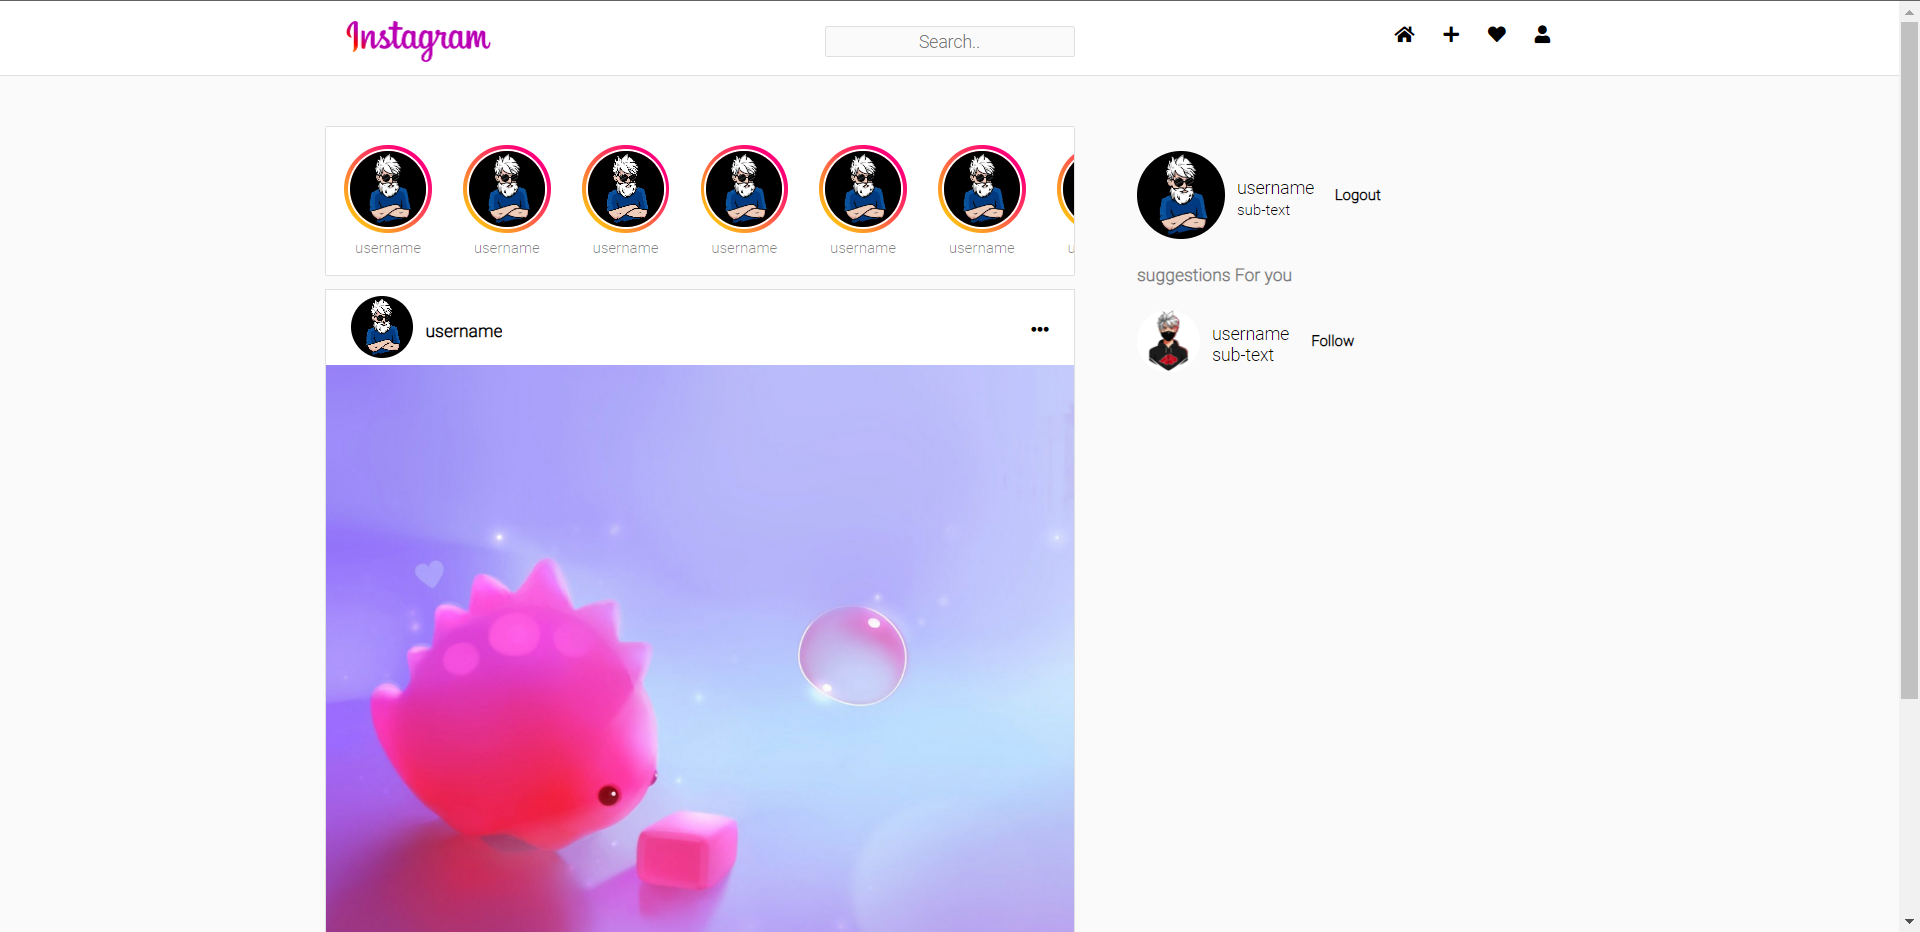 Instagram
Search..
username username username username username username u
username
username
sub-text
Logout
suggestions For you
username
sub-text
Follow